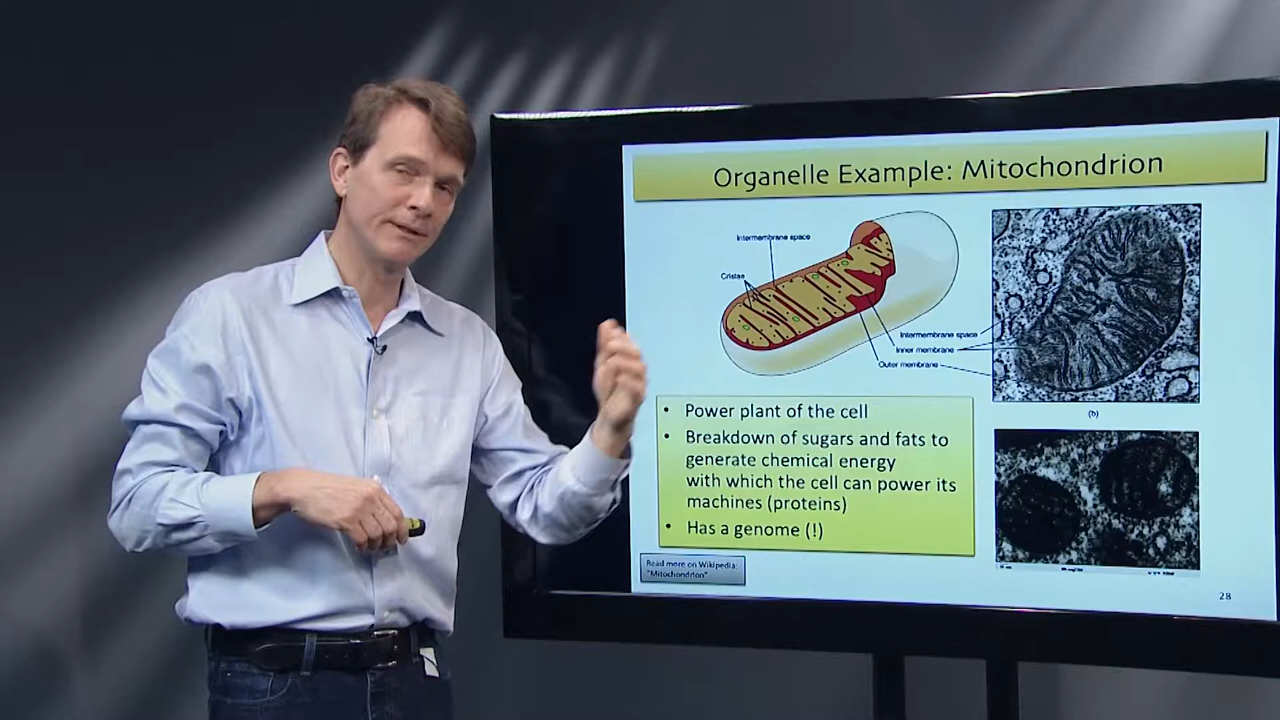 Organelle Example: Mitochondrion
Intermembrane space
Cristae
Intermembrane space
Inner membrane
Outer membrane
(b)
• Power plant of the cell
• Breakdown of sugars and fats to
generate chemical energy
with which the cell can power its
machines (proteins)
• Has a genome (!)
Read more on Wikipedia:
"Mitochondrion"
28